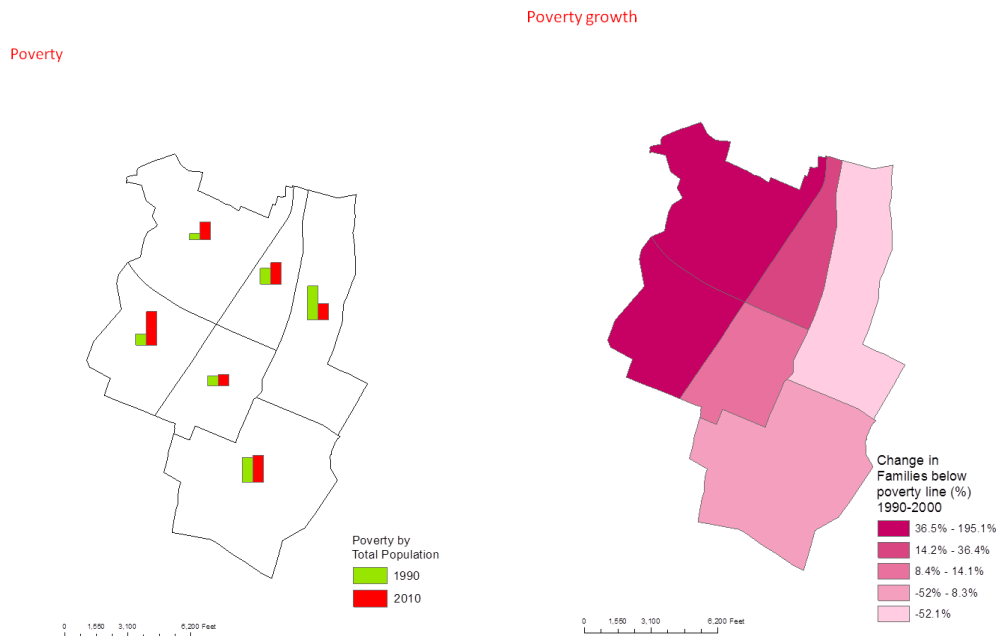 Poverty growth
Poverty
Poverty by
Total Population
1990
2010
0 1,550 3,100 6,200 Feet
Change in
Families below
poverty line (%)
1990-2000
36.5% - 195.1%
14.2% - 36.4%
8.4% - 14.1%
-52% - 8.3%
-52.1%
0 1,550 3,100 6,200 Feet